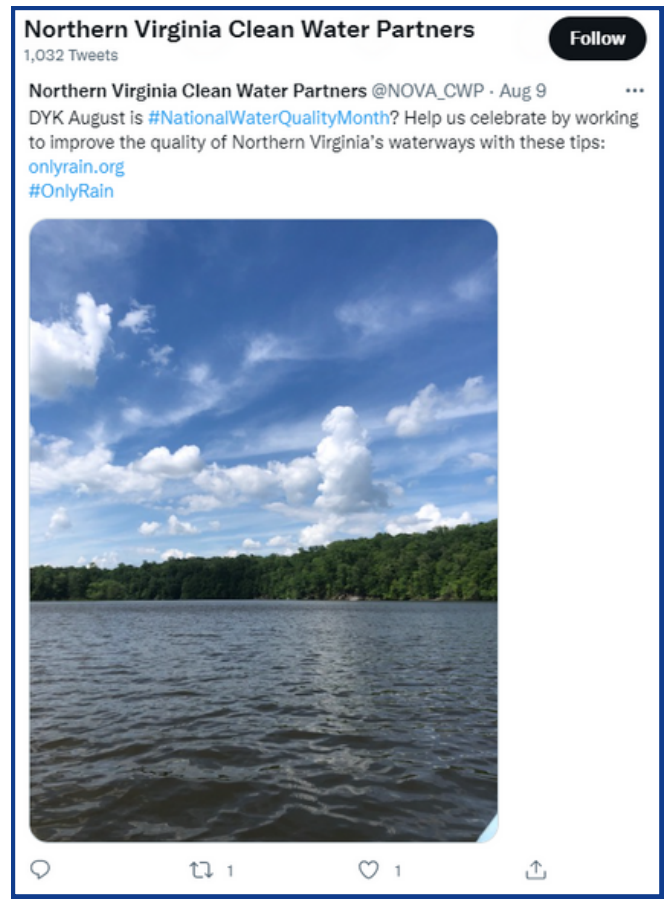 Northern Virginia Clean Water Partners
Follow
1,032 Tweets
Northern Virginia Clean Water Partners @NOVA_CWP · Aug 9
DYK August is #NationalWaterQualityMonth? Help us celebrate by working
to improve the quality of Northern Virginia's waterways with these tips:
onlyrain.org
#OnlyRain
1 1